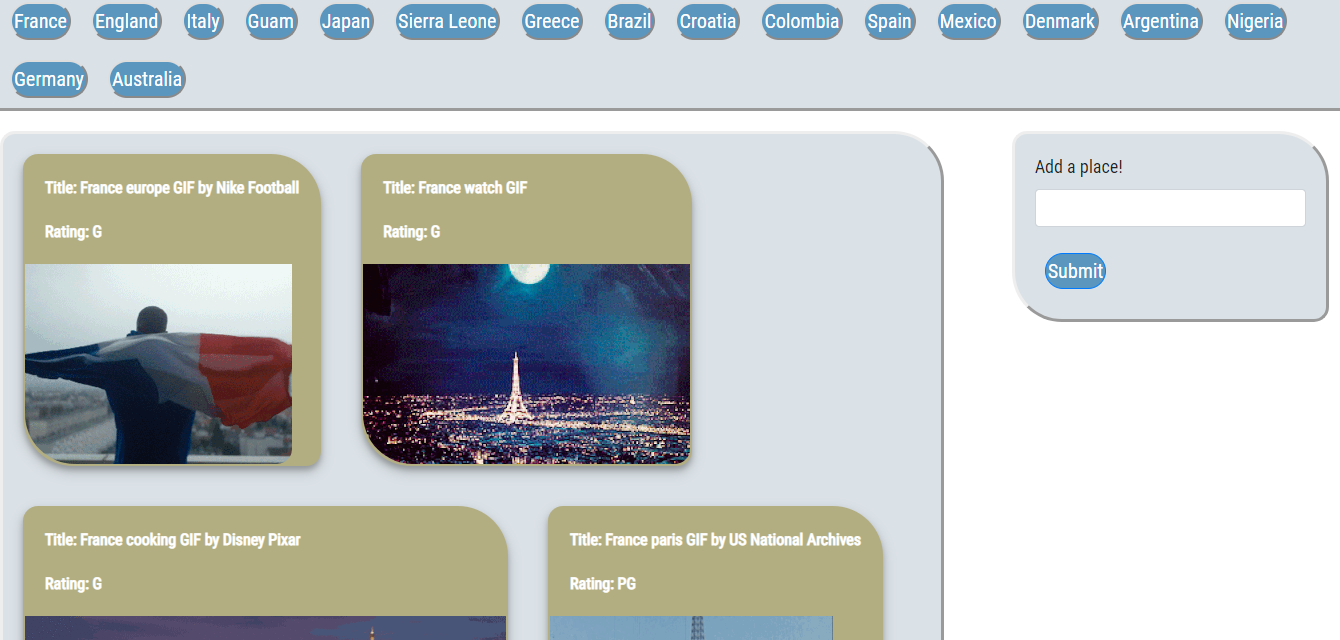 France England Italy Guam Japan Sierra Leone Greece Brazil Croatia Colombia Spain Mexico Denmark Argentina Nigeria
Germany Australia
Title: France europe GIF by Nike Football
Rating: G
Title: France watch GIF
Rating: G
Title: France cooking GIF by Disney Pixar
Rating: G
Title: France paris GIF by US National Archives
Rating: PG
Add a place!
Submit